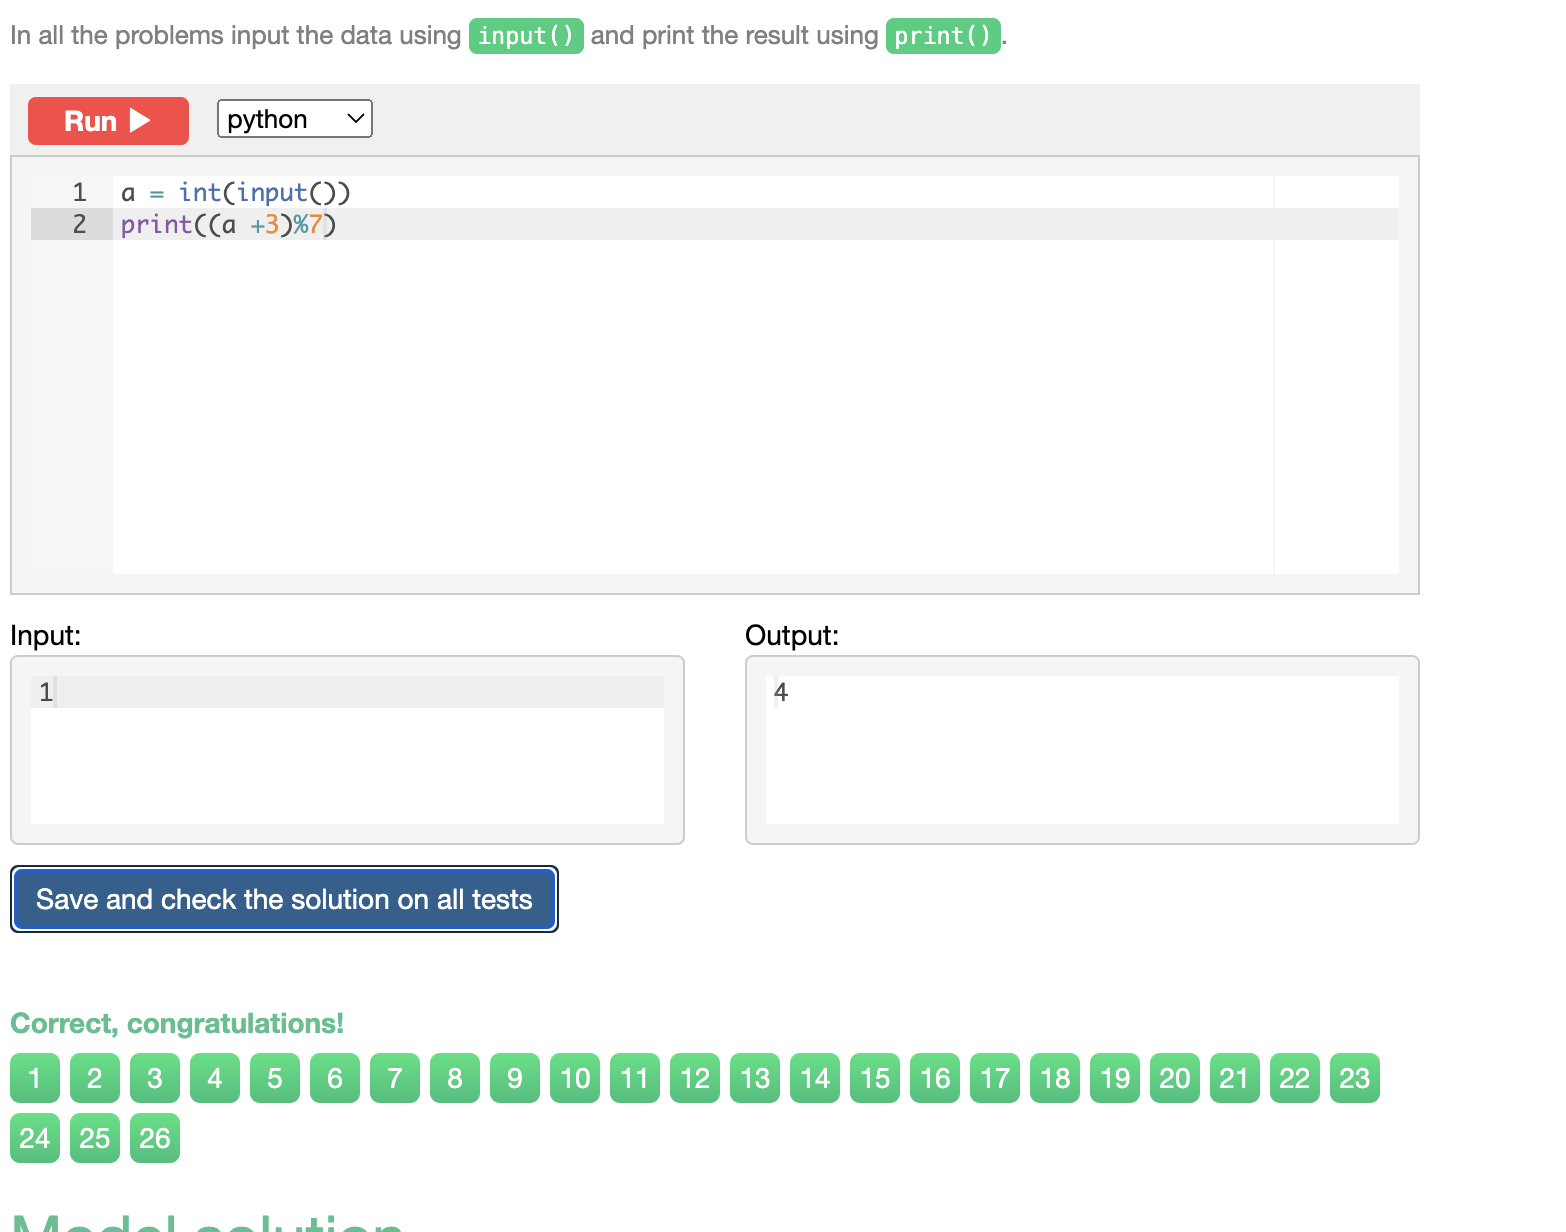 In all the problems input the data using input() and print the result using print().
Run
python
1 a = int(input())
2 print((a +3)%7)
Input:
Output:
1
4
Save and check the solution on all tests
Correct, congratulations!
1 2 3 4 5 6 7 8 9 10 11 12 13 14 15 16 17 18 19 20 21 22 23
24 25 26
Model solution